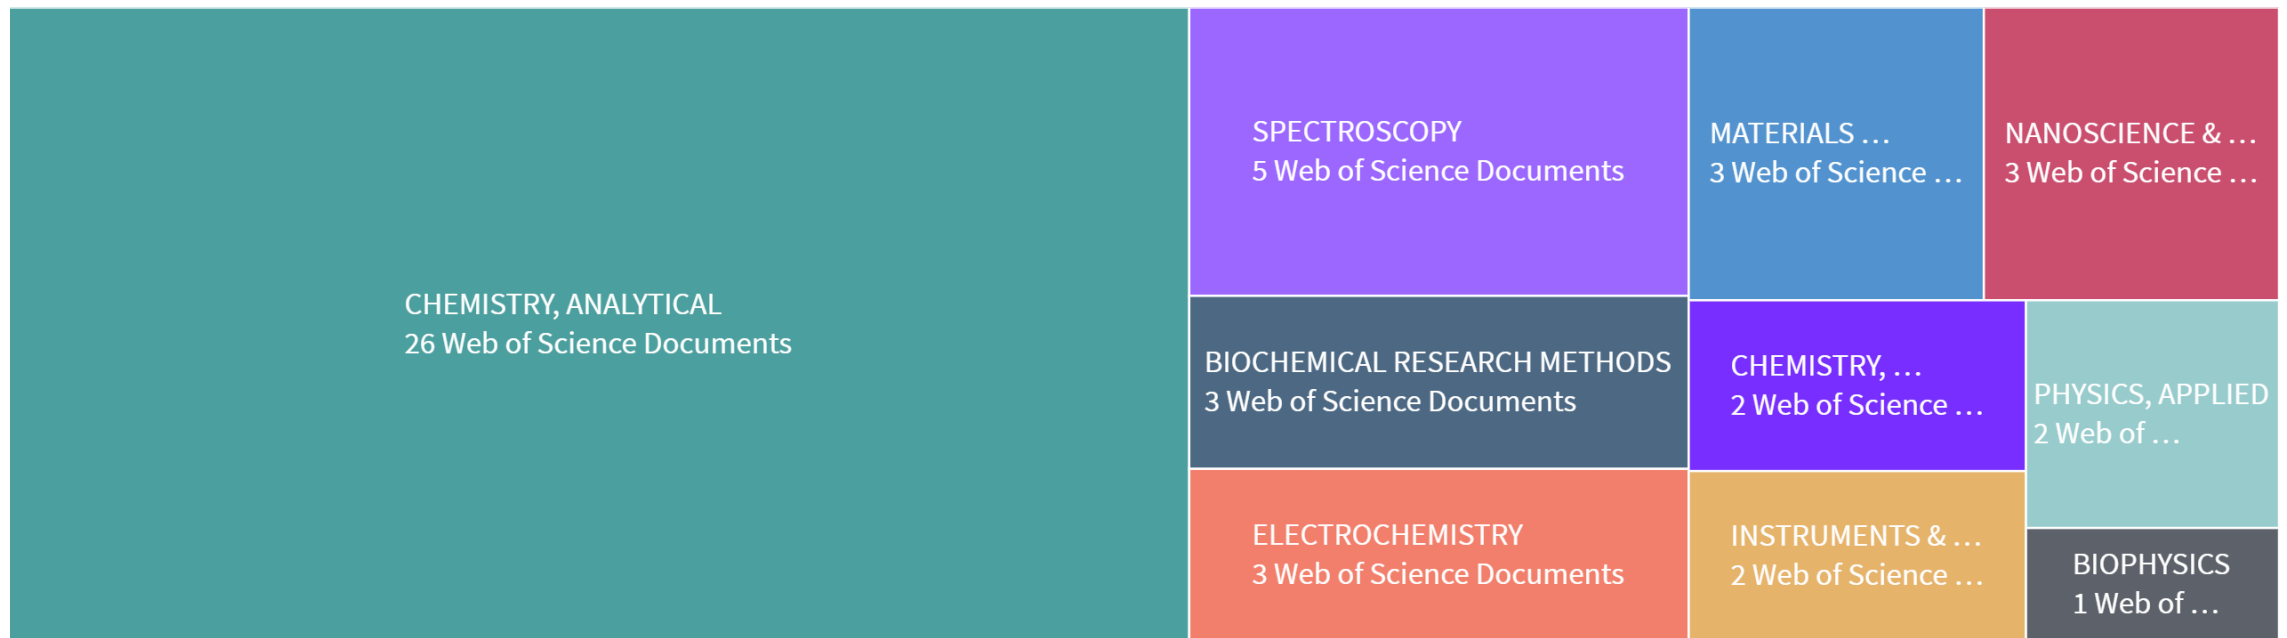 CHEMISTRY, ANALYTICAL
26 Web of Science Documents
SPECTROSCOPY
5 Web of Science Documents
BIOCHEMICAL RESEARCH METHODS
3 Web of Science Documents
ELECTROCHEMISTRY
3 Web of Science Documents
MATERIALS …
3 Web of Science …
NANOSCIENCE & …
3 Web of Science …
CHEMISTRY, …
2 Web of Science …
INSTRUMENTS & …
2 Web of Science …
PHYSICS, APPLIED
2 Web of …
BIOPHYSICS
1 Web of …